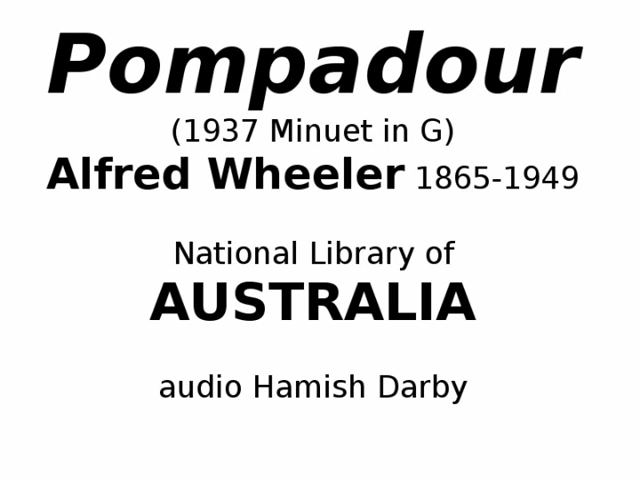 Pompadour
(1937 Minuet in G)
Alfred Wheeler 1865-1949
National Library of
AUSTRALIA
audio Hamish Darby